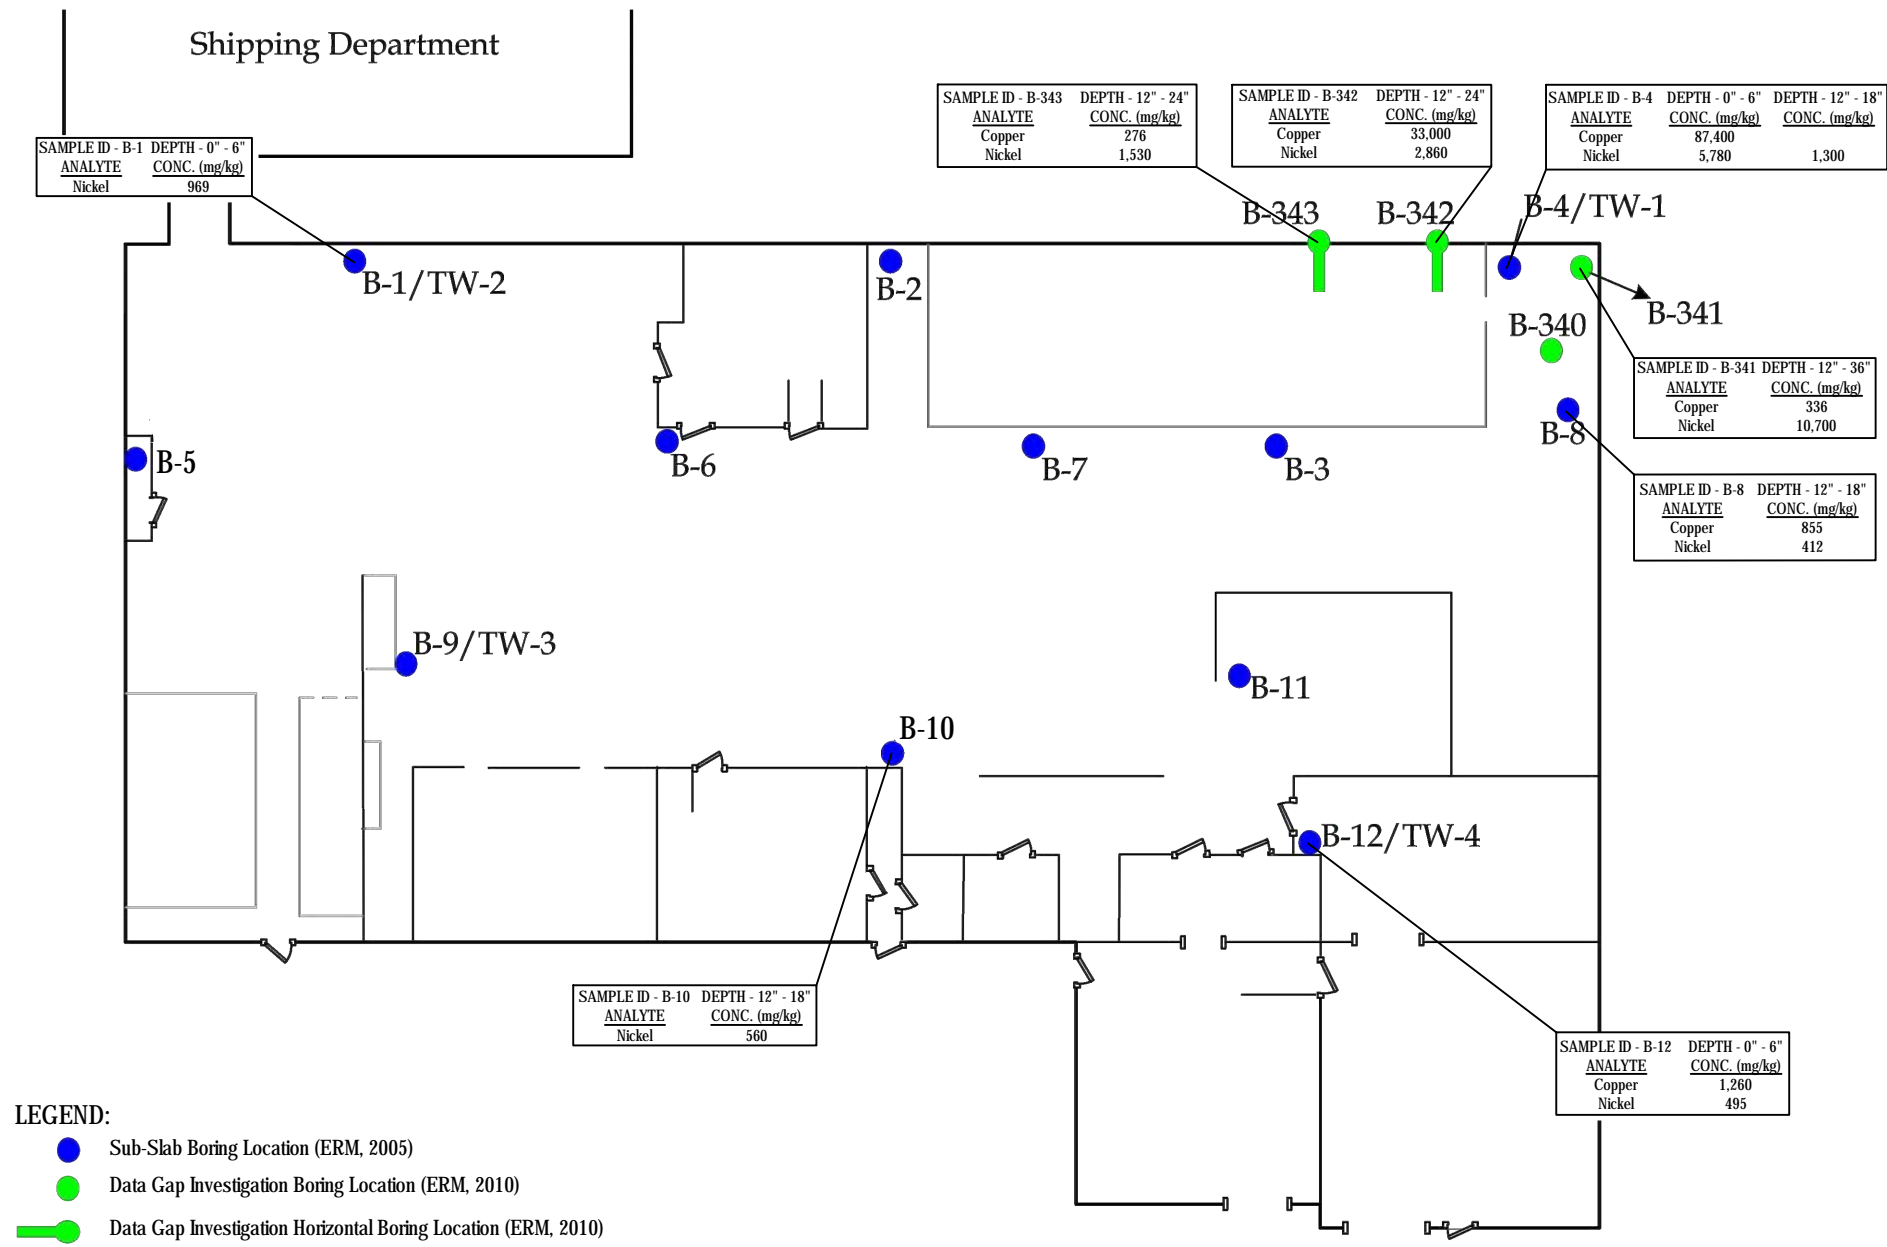 Shipping Department
SAMPLE ID - B-1 DEPTH - 0" - 6"
ANALYTE CONC. (mg/kg)
Nickel 969
SAMPLE ID - B-343 DEPTH - 12" - 24"
ANALYTE CONC. (mg/kg)
Copper 276
Nickel 1,530
SAMPLE ID - B-342 DEPTH - 12" - 24"
ANALYTE CONC. (mg/kg)
Copper 33,000
Nickel 2,860
SAMPLE ID - B-4 DEPTH - 0" - 6" DEPTH - 12" - 18"
ANALYTE CONC. (mg/kg) CONC. (mg/kg)
Copper 87,400
Nickel 5,780 1,300
B-343
B-342
B-4/TW-1
B-1/TW-2
B-2
B-341
B-340
SAMPLE ID - B-341 DEPTH - 12" - 36"
ANALYTE CONC. (mg/kg)
Copper 336
Nickel 10,700
B-8
B-5
B-6
B-7
B-3
SAMPLE ID - B-8 DEPTH - 12" - 18"
ANALYTE CONC. (mg/kg)
Copper 855
Nickel 412
B-9/TW-3
B-11
B-10
B-12/TW-4
SAMPLE ID - B-10 DEPTH - 12" - 18"
ANALYTE CONC. (mg/kg)
Nickel 560
SAMPLE ID - B-12 DEPTH - 0" - 6"
ANALYTE CONC. (mg/kg)
Copper 1,260
Nickel 495
LEGEND:
Sub-Slab Boring Location (ERM, 2005)
Data Gap Investigation Boring Location (ERM, 2010)
Data Gap Investigation Horizontal Boring Location (ERM, 2010)